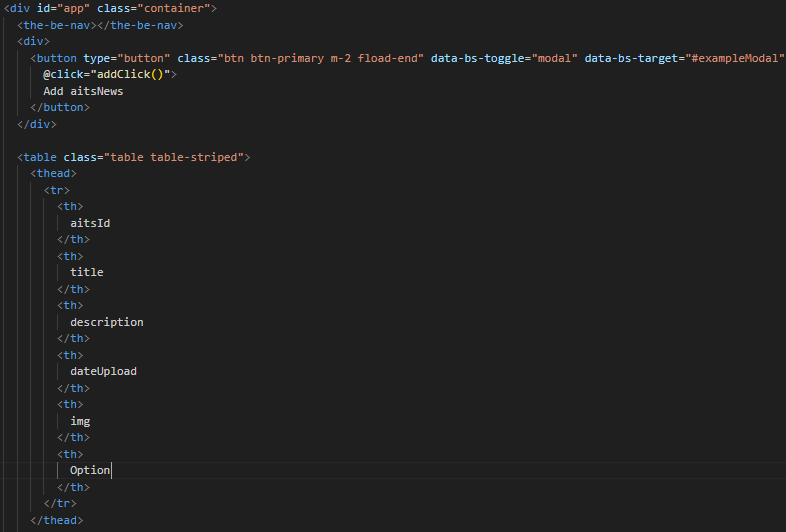 <div id="app" class="container">
<the-be-nav></the-be-nav>
<div>
<button type="button" class="btn btn-primary m-2 fload-end" data-bs-toggle="modal" data-bs-target="#exampleModal"
@click="addClick()">
Add aitsNews
</button>
</div>
<table class="table table-striped">
<thead>
<tr>
<th>
aitsId
</th>
<th>
title
</th>
<th>
description
</th>
<th>
dateUpload
</th>
<th>
img
</th>
<th>
Option
</th>
</tr>
</thead>